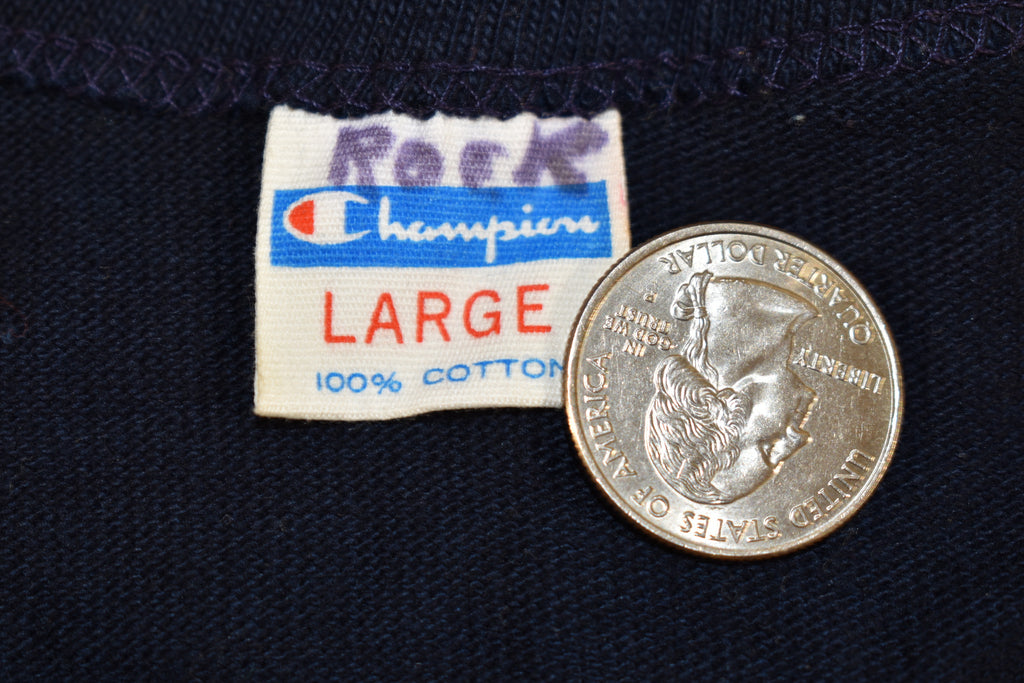 ROCK
Champion
LARGE
100% COTTON
UNITED STATES OF AMERICA
LIBERTY
IN
GOD WE
TRUST
P
QUARTER DOLLAR